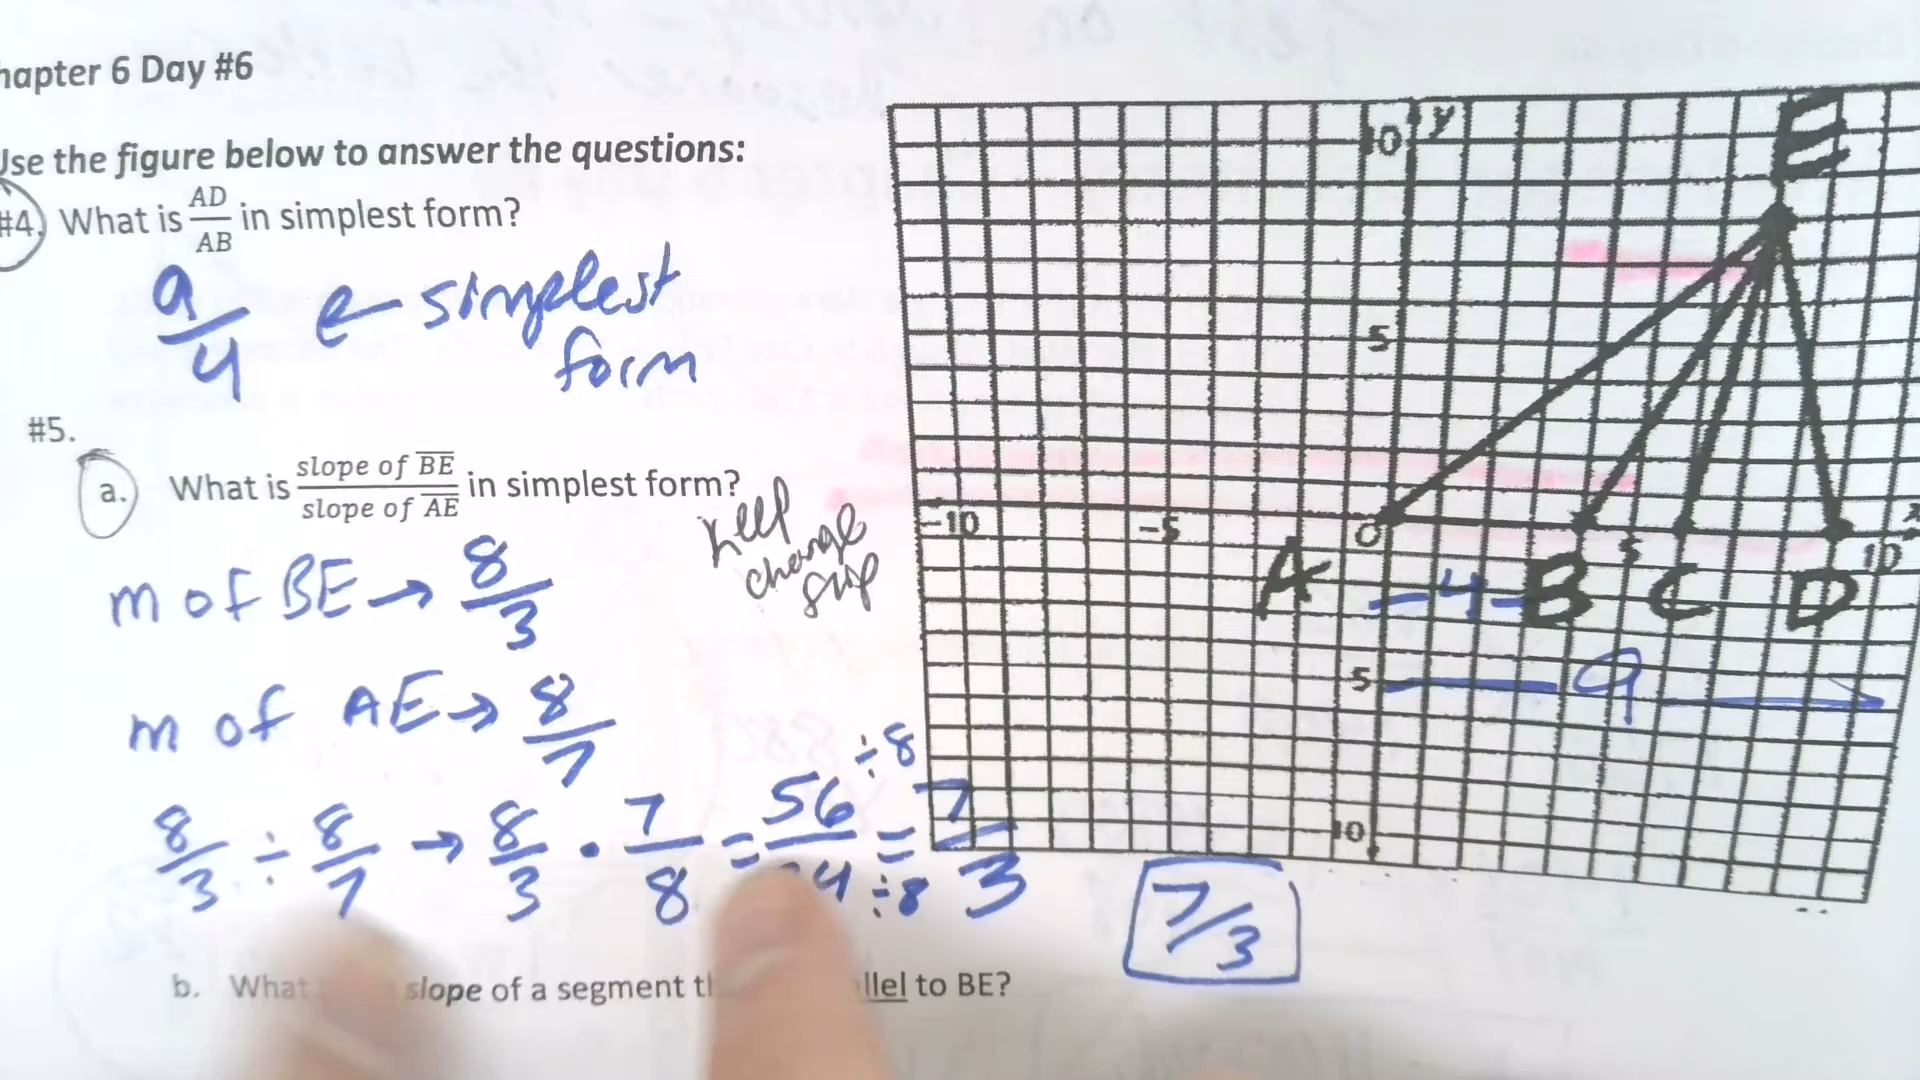 hapter 6 Day #6
Use the figure below to answer the questions:
#4. What is AD/AB in simplest form?
9/4 ← simplest form
#5.
a. What is slope of BE/slope of AE in simplest form?
keep
change
flip
m of BE → 8/3
m of AE → 8/7
8/3 ÷ 8/7 → 8/3 · 7/8 = 56/4 ÷8 ÷8 = 7/3
7/3
b. What slope of a segment llel to BE?
10 y
E
5
-10 -5 0 5 10 x
A -4- B C D
5 9
10